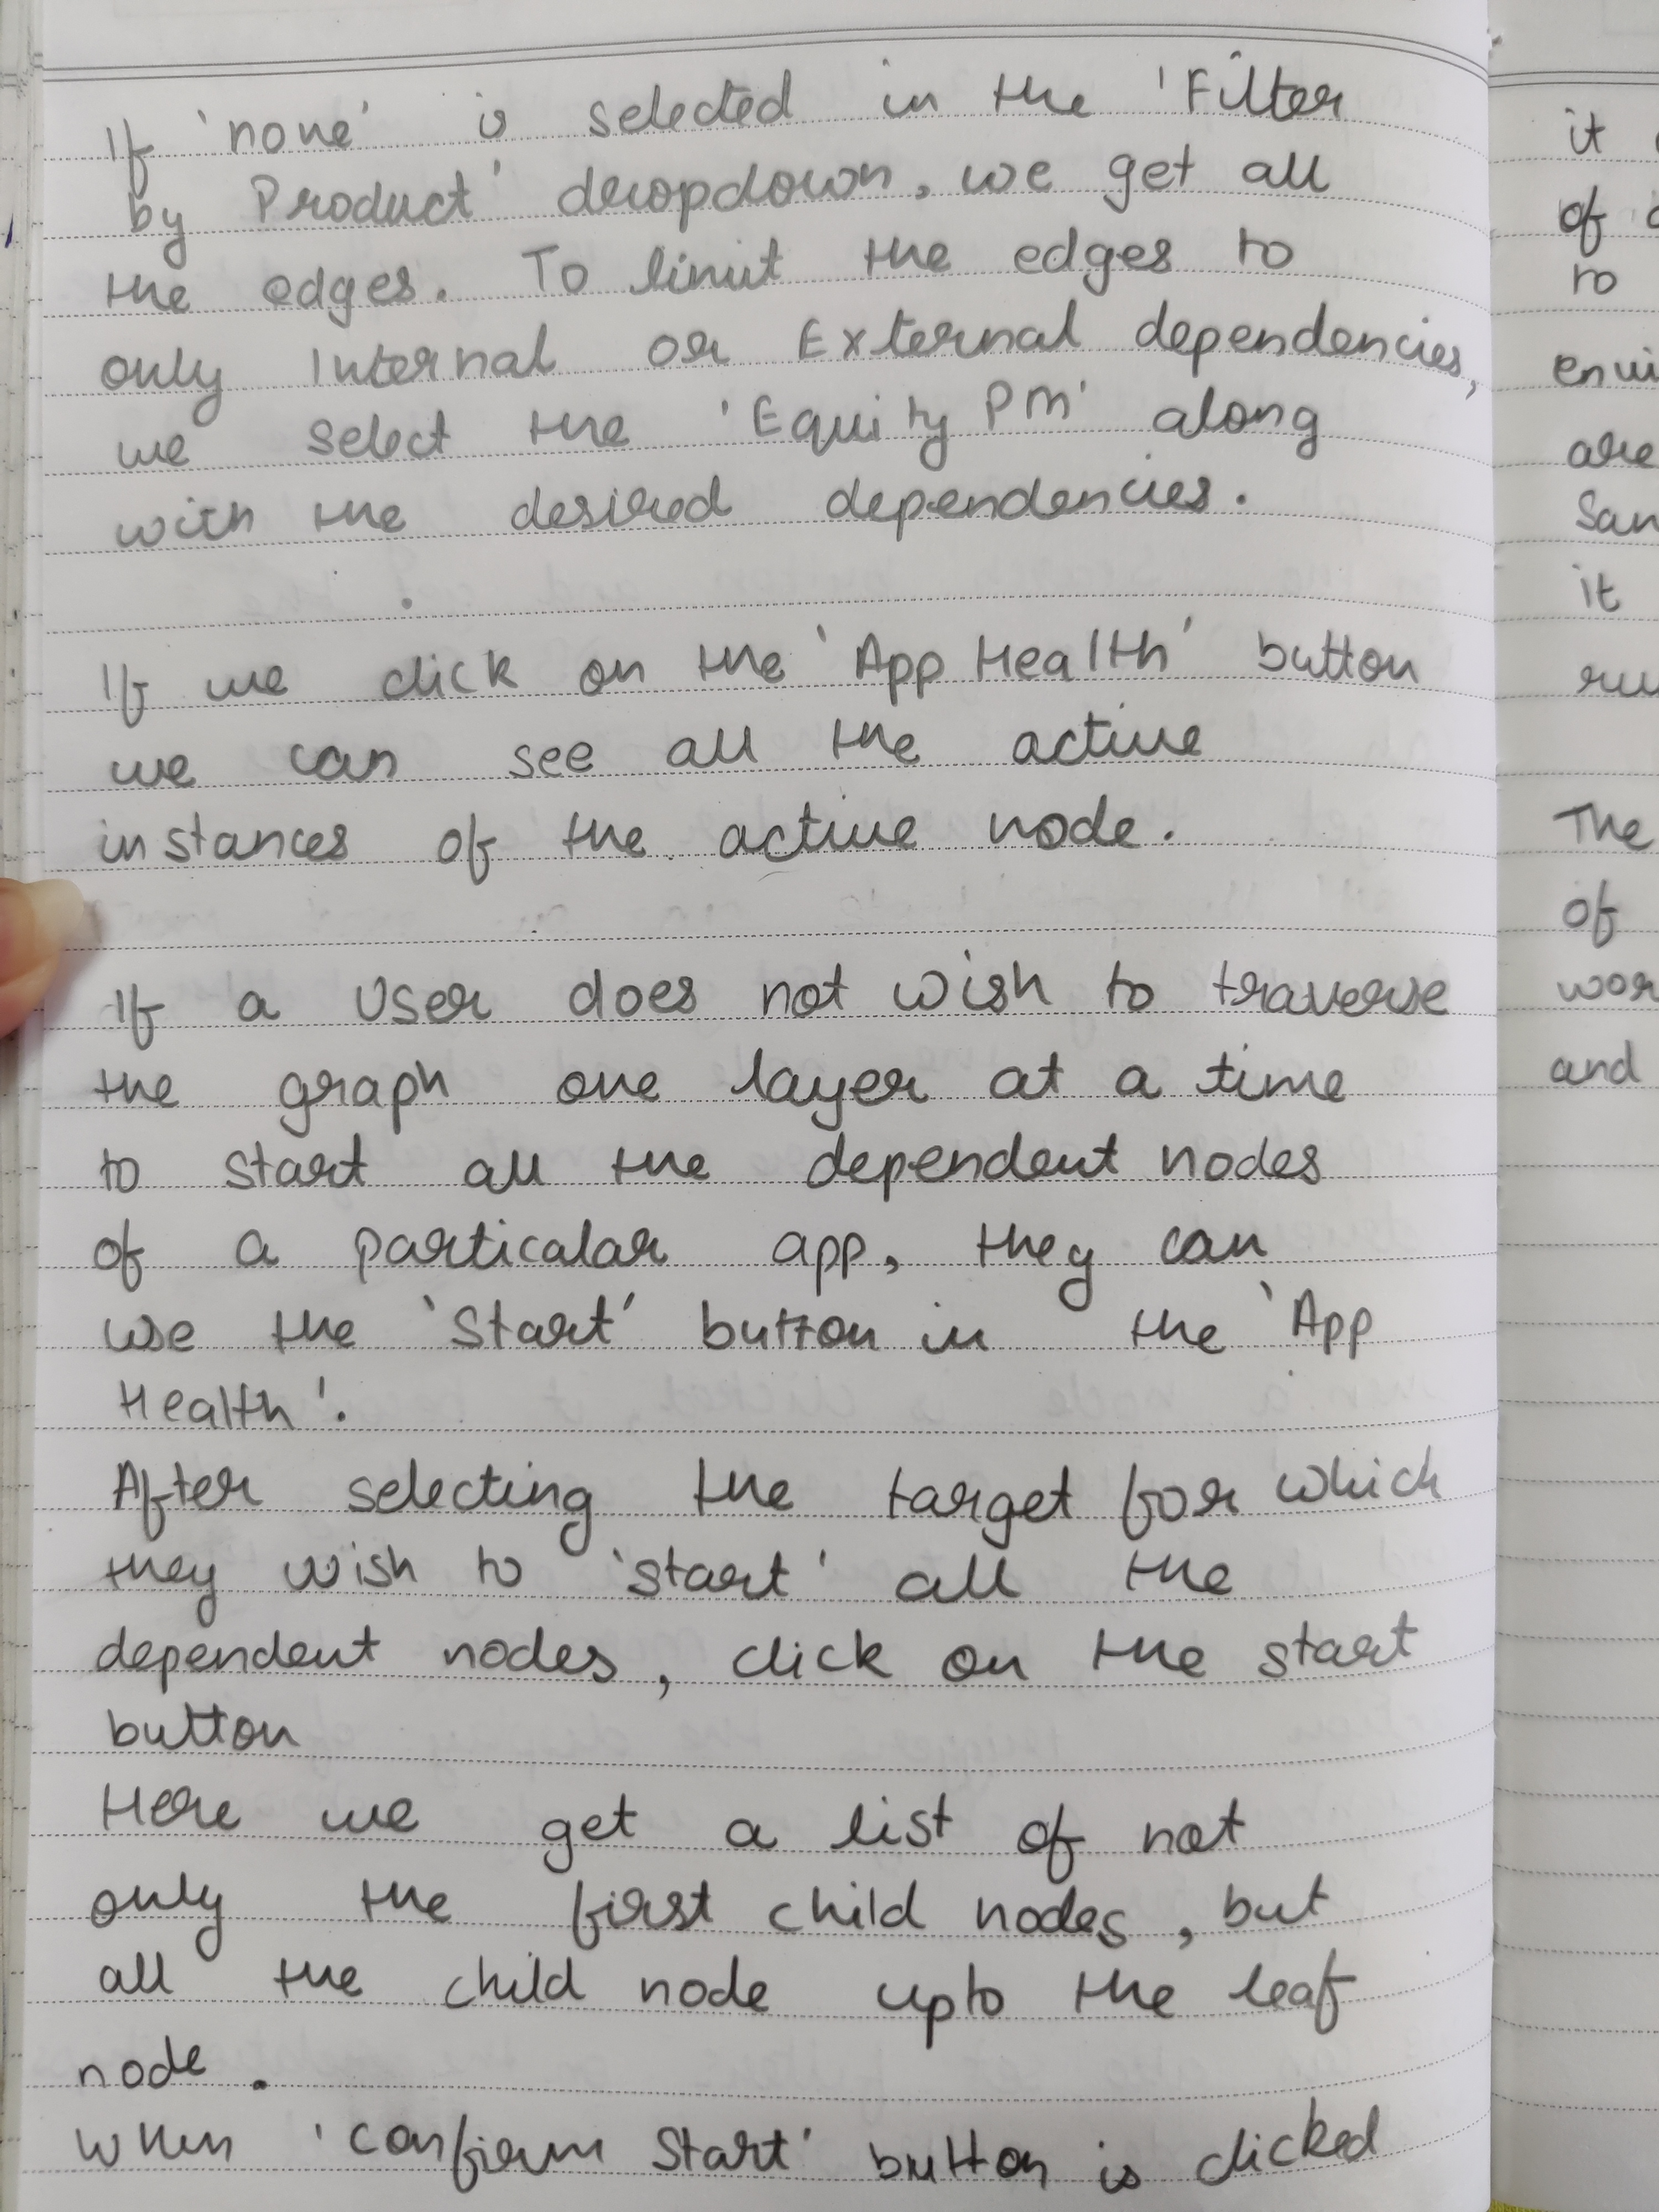 If 'none' is selected in the 'Filter
by Product' dropdown, we get all
the edges. To limit the edges to
only Internal or External dependencies,
we select the 'Equity PM' along
with the desired dependencies.
If we click on the 'App Health' button
we can see all the active
instances of the active node.
If a user does not wish to traverse
the graph one layer at a time
to start all the dependent nodes
of a particular app, they can
use the 'Start' button in the 'App
Health'.
After selecting the target for which
they wish to 'start' all the
dependent nodes, click on the start
button
Here we get a list of not
only the first child nodes, but
all the child node upto the leaf
node.
When 'Confirm Start' button is clicked
it
of
to
are
it
The
of
and